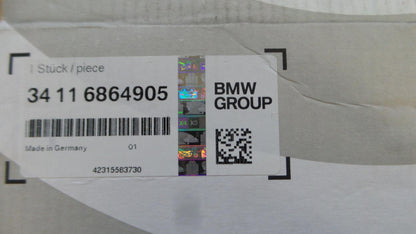 1 Stück / piece
34 11 6864905
BMW
GROUP
Made in Germany 01
42315563730